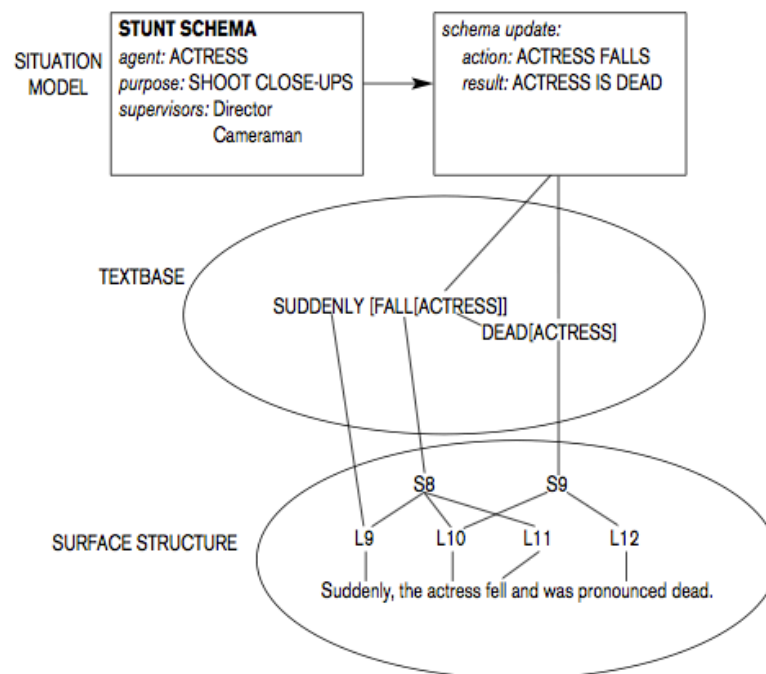 STUNT SCHEMA
agent: ACTRESS
purpose: SHOOT CLOSE-UPS
supervisors: Director
Cameraman
SITUATION
MODEL
schema update:
action: ACTRESS FALLS
result: ACTRESS IS DEAD
TEXTBASE
SUDDENLY [FALL[ACTRESS]]
DEAD[ACTRESS]
S8 S9
SURFACE STRUCTURE
L9 L10 L11 L12
Suddenly, the actress fell and was pronounced dead.